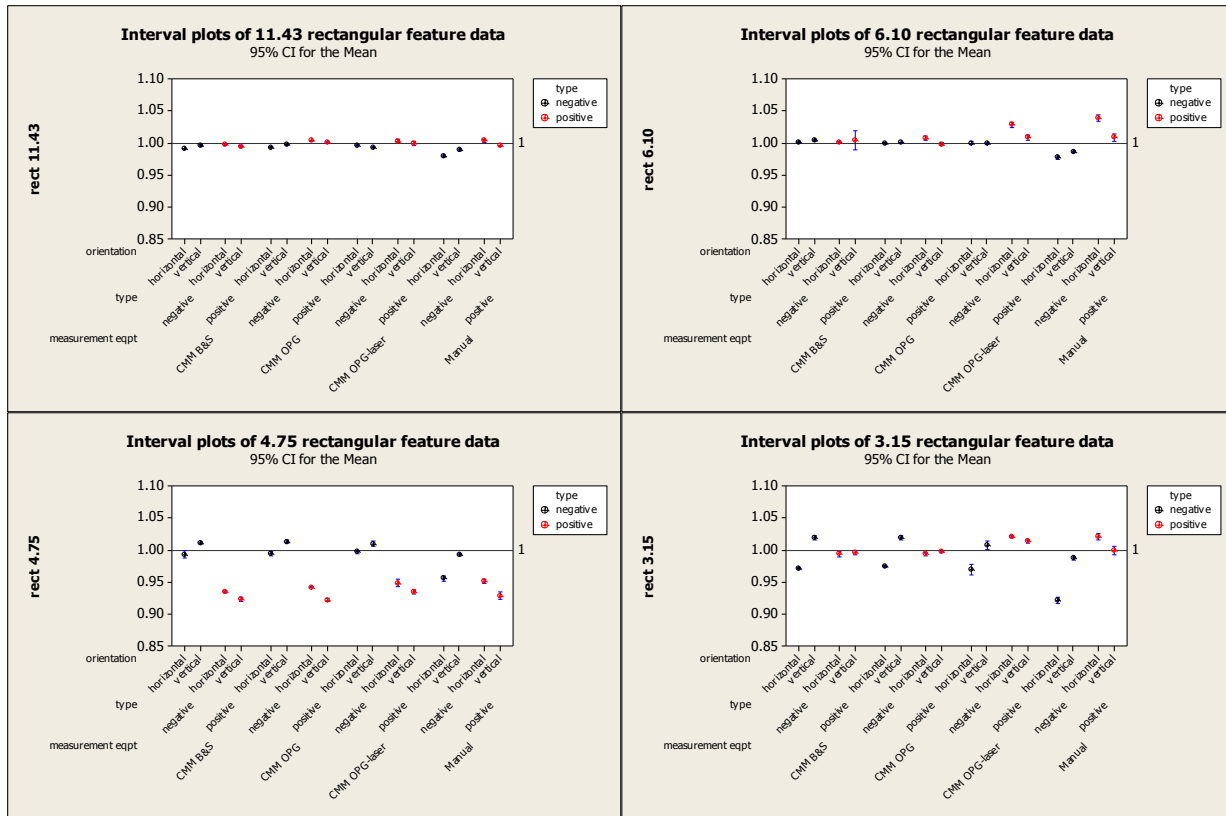 Interval plots of 11.43 rectangular feature data
95% CI for the Mean
rect 11.43
1.10
1.05
1.00
0.95
0.90
0.85
1
type
negative
positive
orientation
horizontal vertical horizontal vertical horizontal vertical horizontal vertical horizontal vertical horizontal vertical horizontal vertical horizontal vertical
type
negative positive negative positive negative positive negative positive
measurement eqpt
CMM B&S CMM OPG CMM OPG-laser Manual
Interval plots of 6.10 rectangular feature data
95% CI for the Mean
rect 6.10
1.10
1.05
1.00
0.95
0.90
0.85
1
type
negative
positive
orientation
horizontal vertical horizontal vertical horizontal vertical horizontal vertical horizontal vertical horizontal vertical horizontal vertical horizontal vertical
type
negative positive negative positive negative positive negative positive
measurement eqpt
CMM B&S CMM OPG CMM OPG-laser Manual
Interval plots of 4.75 rectangular feature data
95% CI for the Mean
rect 4.75
1.10
1.05
1.00
0.95
0.90
0.85
1
type
negative
positive
orientation
horizontal vertical horizontal vertical horizontal vertical horizontal vertical horizontal vertical horizontal vertical horizontal vertical horizontal vertical
type
negative positive negative positive negative positive negative positive
measurement eqpt
CMM B&S CMM OPG CMM OPG-laser Manual
Interval plots of 3.15 rectangular feature data
95% CI for the Mean
rect 3.15
1.10
1.05
1.00
0.95
0.90
0.85
1
type
negative
positive
orientation
horizontal vertical horizontal vertical horizontal vertical horizontal vertical horizontal vertical horizontal vertical horizontal vertical horizontal vertical
type
negative positive negative positive negative positive negative positive
measurement eqpt
CMM B&S CMM OPG CMM OPG-laser Manual